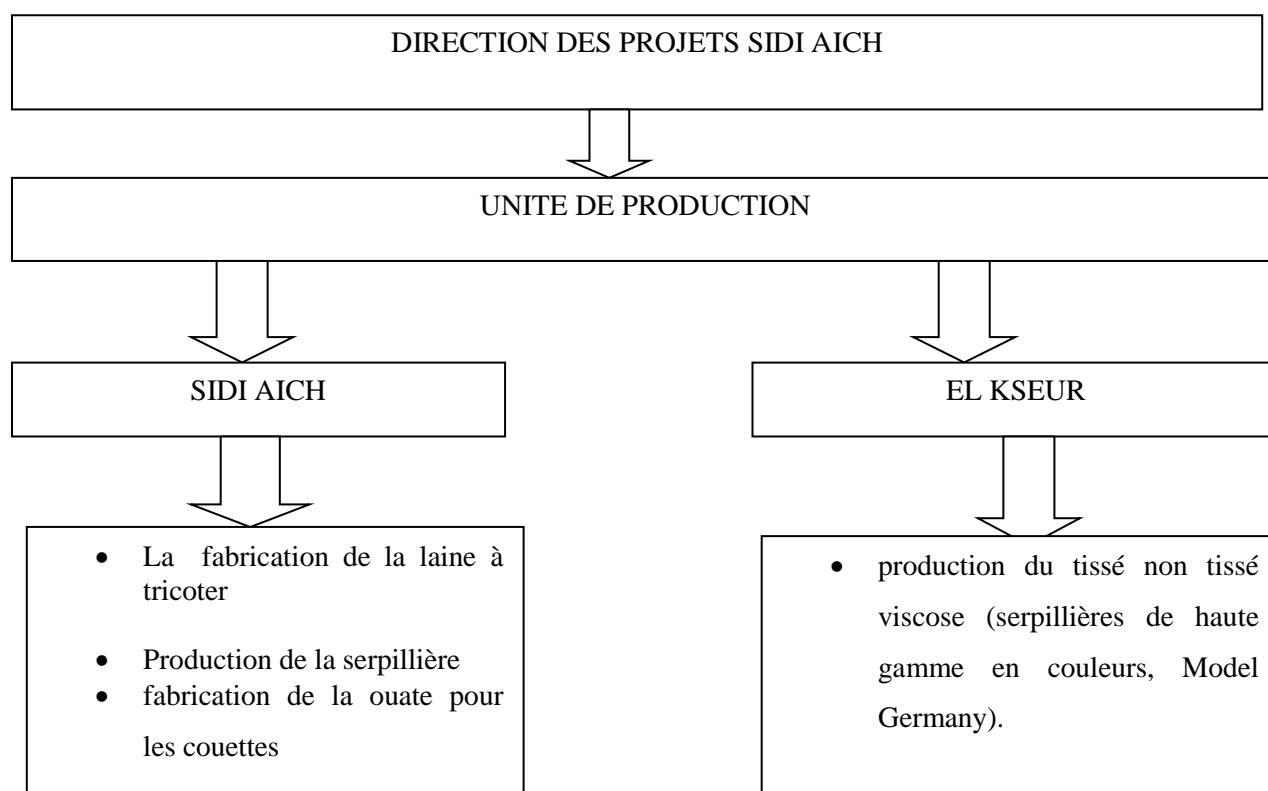 DIRECTION DES PROJETS SIDI AICH
UNITE DE PRODUCTION
SIDI AICH
EL KSEUR
• La fabrication de la laine à
tricoter
• Production de la serpillière
• fabrication de la ouate pour
les couettes
• production du tissé non tissé
viscose (serpillières de haute
gamme en couleurs, Model
Germany).